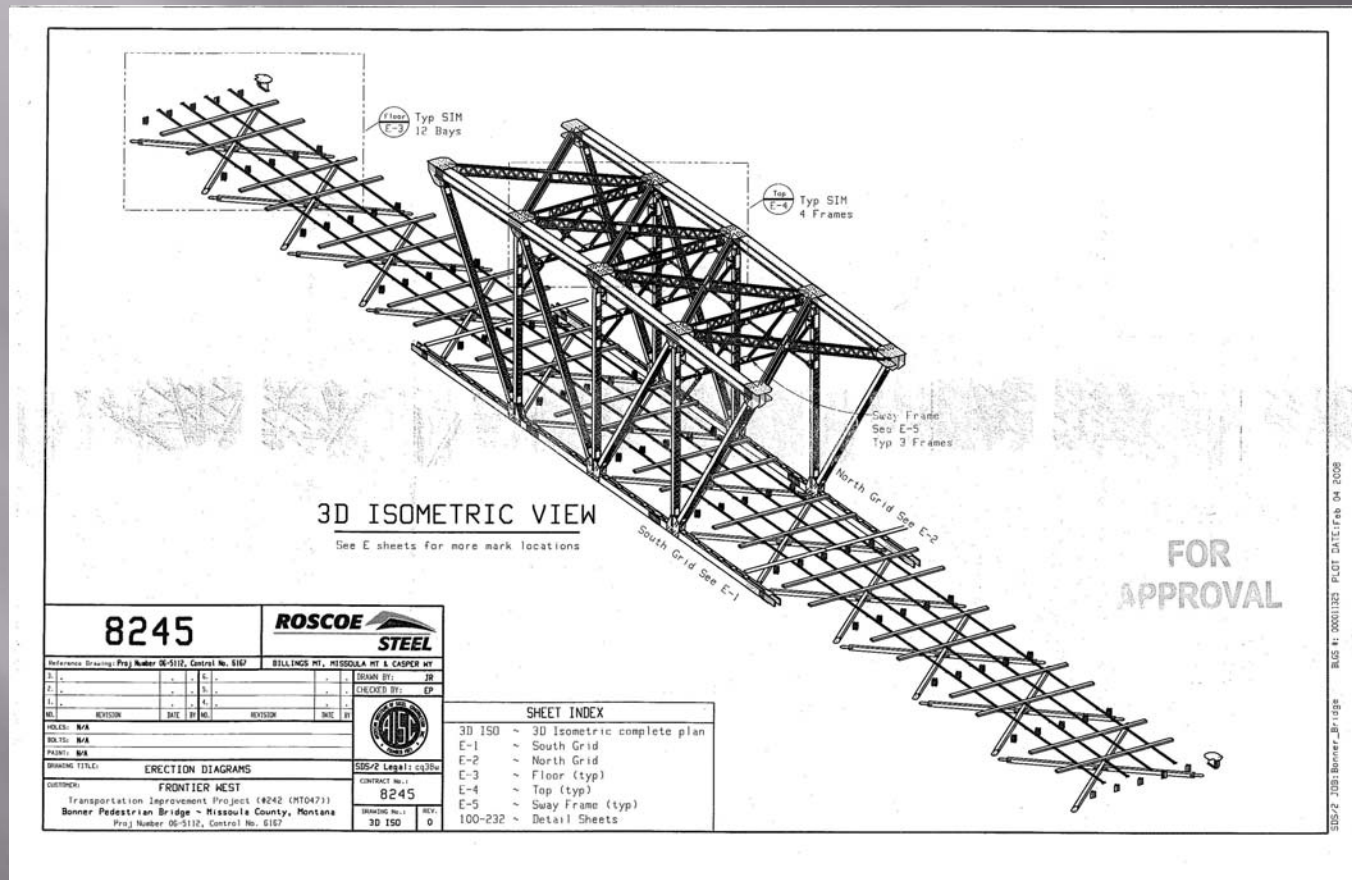 Floor
E-3
Typ SIM
12 Bays
Top
E-4
Typ SIM
4 Frames
Sway Frame
See E-5
Typ 3 Frames
North Grid See E-2
South Grid See E-1
3D ISOMETRIC VIEW
See E sheets for more mark locations
FOR
APPROVAL
8245
ROSCOE
STEEL
Reference Drawing: Proj Number 06-5112, Control No. 6167
BILLINGS MT, MISSOULA MT & CASPER WY
3. 6.
2. 5.
1. 4.
NO. REVISION DATE BY NO. REVISION DATE BY
DRAWN BY: JR
CHECKED BY: EP
HOLES: N/A
BOLTS: N/A
PAINT: N/A
AISC
DRAWING TITLE: ERECTION DIAGRAMS
CUSTOMER: FRONTIER WEST
Transportation Improvement Project (#242 (MT047))
Bonner Pedestrian Bridge ~ Missoula County, Montana
Proj Number 06-5112, Control No. 6167
SDS/2 Legal:
CONTRACT No.:
8245
DRAWING No.: REV.
3D ISO 0
SHEET INDEX
3D ISO ~ 3D Isometric complete plan
E-1 ~ South Grid
E-2 ~ North Grid
E-3 ~ Floor (typ)
E-4 ~ Top (typ)
E-5 ~ Sway Frame (typ)
100-232 ~ Detail Sheets
SDS/2 JOB:Bonner_Bridge PLOT DATE:Feb 04 2008